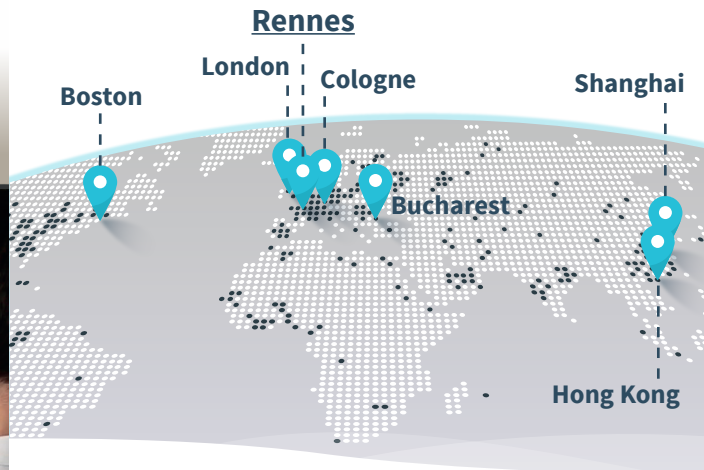 Rennes
London
Cologne
Shanghai
Boston
Bucharest
Hong Kong